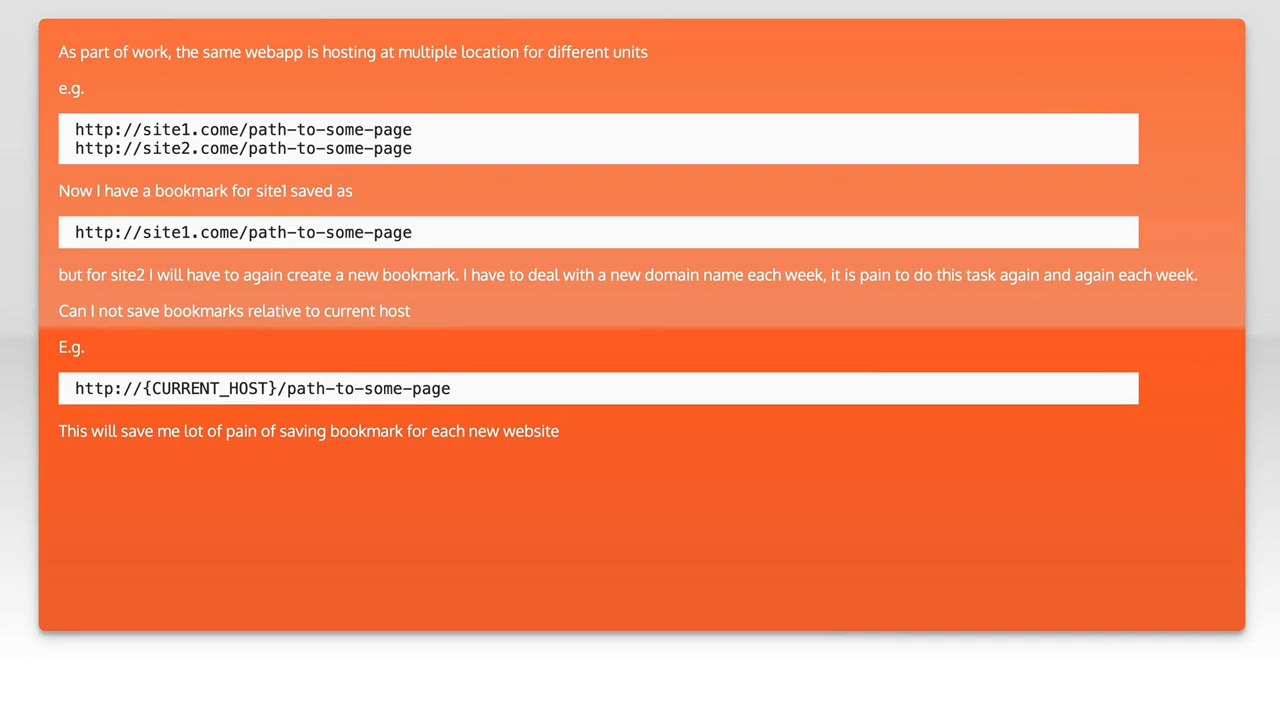 As part of work, the same webapp is hosting at multiple location for different units
e.g.
http://site1.come/path-to-some-page
http://site2.come/path-to-some-page
Now I have a bookmark for site1 saved as
http://site1.come/path-to-some-page
but for site2 I will have to again create a new bookmark. I have to deal with a new domain name each week, it is pain to do this task again and again each week.
Can I not save bookmarks relative to current host
E.g.
http://{CURRENT_HOST}/path-to-some-page
This will save me lot of pain of saving bookmark for each new website